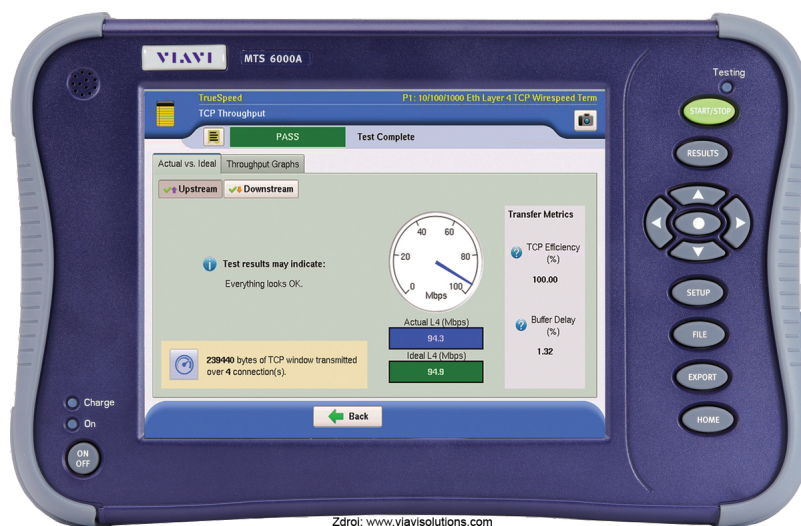 VIAVI MTS 6000A
Testing
TrueSpeed P1: 10/100/1000 Eth Layer 4 TCP Wirespeed Term
TCP Throughput
START/STOP
PASS Test Complete
RESULTS
Actual vs. Ideal Throughput Graphs
Upstream Downstream
Transfer Metrics
40 60
20 80
0 100
Mbps
TCP Efficiency
(%)
100.00
Test results may indicate:
Everything looks OK.
SETUP
Actual L4 (Mbps)
94.3
Buffer Delay
(%)
1.32
FILE
Ideal L4 (Mbps)
94.9
239440 bytes of TCP window transmitted
over 4 connection(s).
EXPORT
Charge
On
Back
HOME
ON
OFF
Zdroj: www.viavisolutions.com